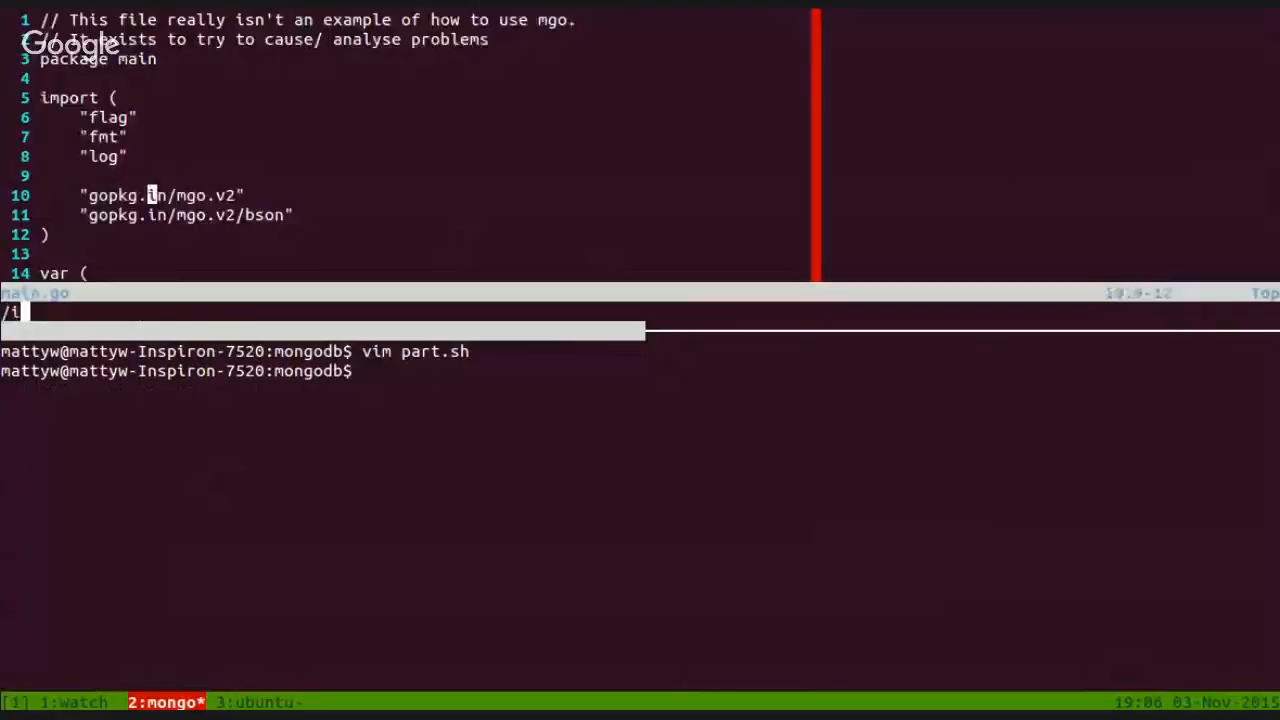 1 // This file really isn't an example of how to use mgo.
Google
2 // It exists to try to cause/ analyse problems
3 package main
4
5 import (
6 "flag"
7 "fmt"
8 "log"
9
10 "gopkg.in/mgo.v2"
11 "gopkg.in/mgo.v2/bson"
12 )
13
14 var (
main.go Top
/i
mattyw@mattyw-Inspiron-7520:mongodb$ vim part.sh
mattyw@mattyw-Inspiron-7520:mongodb$
[1] 1:watch 2:mongo* 3:ubuntu- 19:06 03-Nov-2015